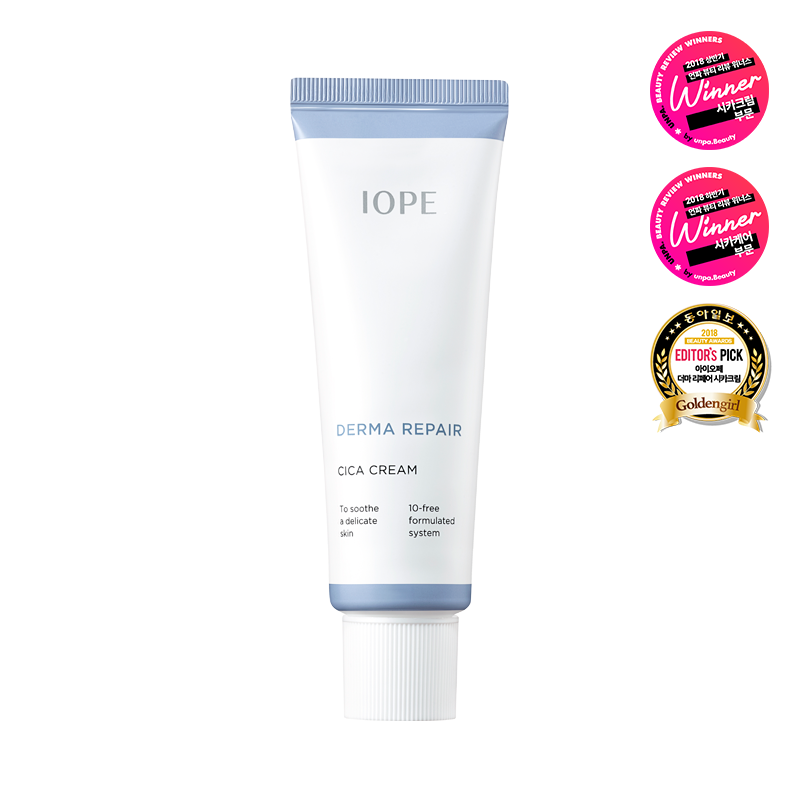 IOPE
DERMA REPAIR
CICA CREAM
To soothe
a delicate
skin
10-free
formulated
system
UNPA. BEAUTY REVIEW WINNERS
2018 상반기
언파 뷰티 리뷰 위너스
Winner
시카크림
부문
by unpa.Beauty
UNPA. BEAUTY REVIEW WINNERS
2018 하반기
언파 뷰티 리뷰 위너스
Winner
시카케어
부문
by unpa.Beauty
동아일보
2018
BEAUTY AWARDS
EDITOR'S PICK
아이오페
더마 리페어 시카크림
Goldengirl